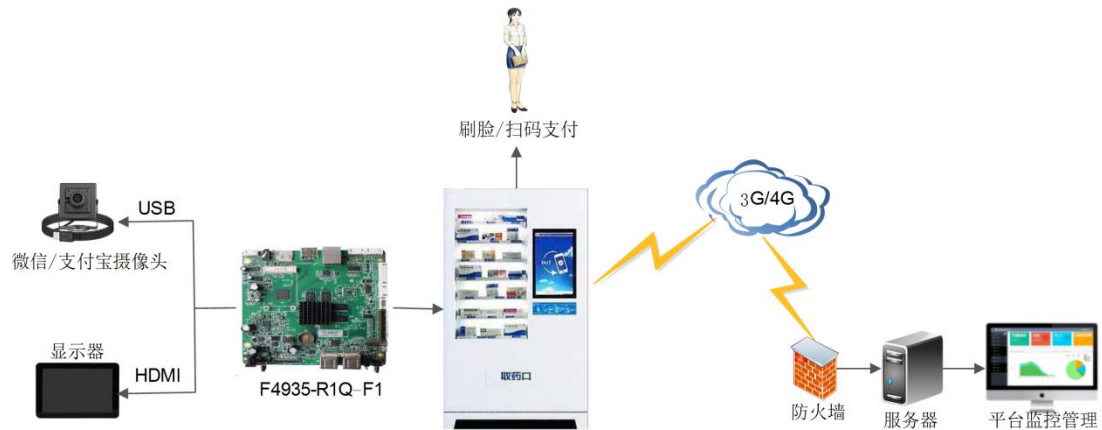 刷脸/扫码支付
3G/4G
USB
微信/支付宝摄像头
显示器
HDMI
F4935-R1Q-F1
取药口
防火墙
服务器
平台监控管理